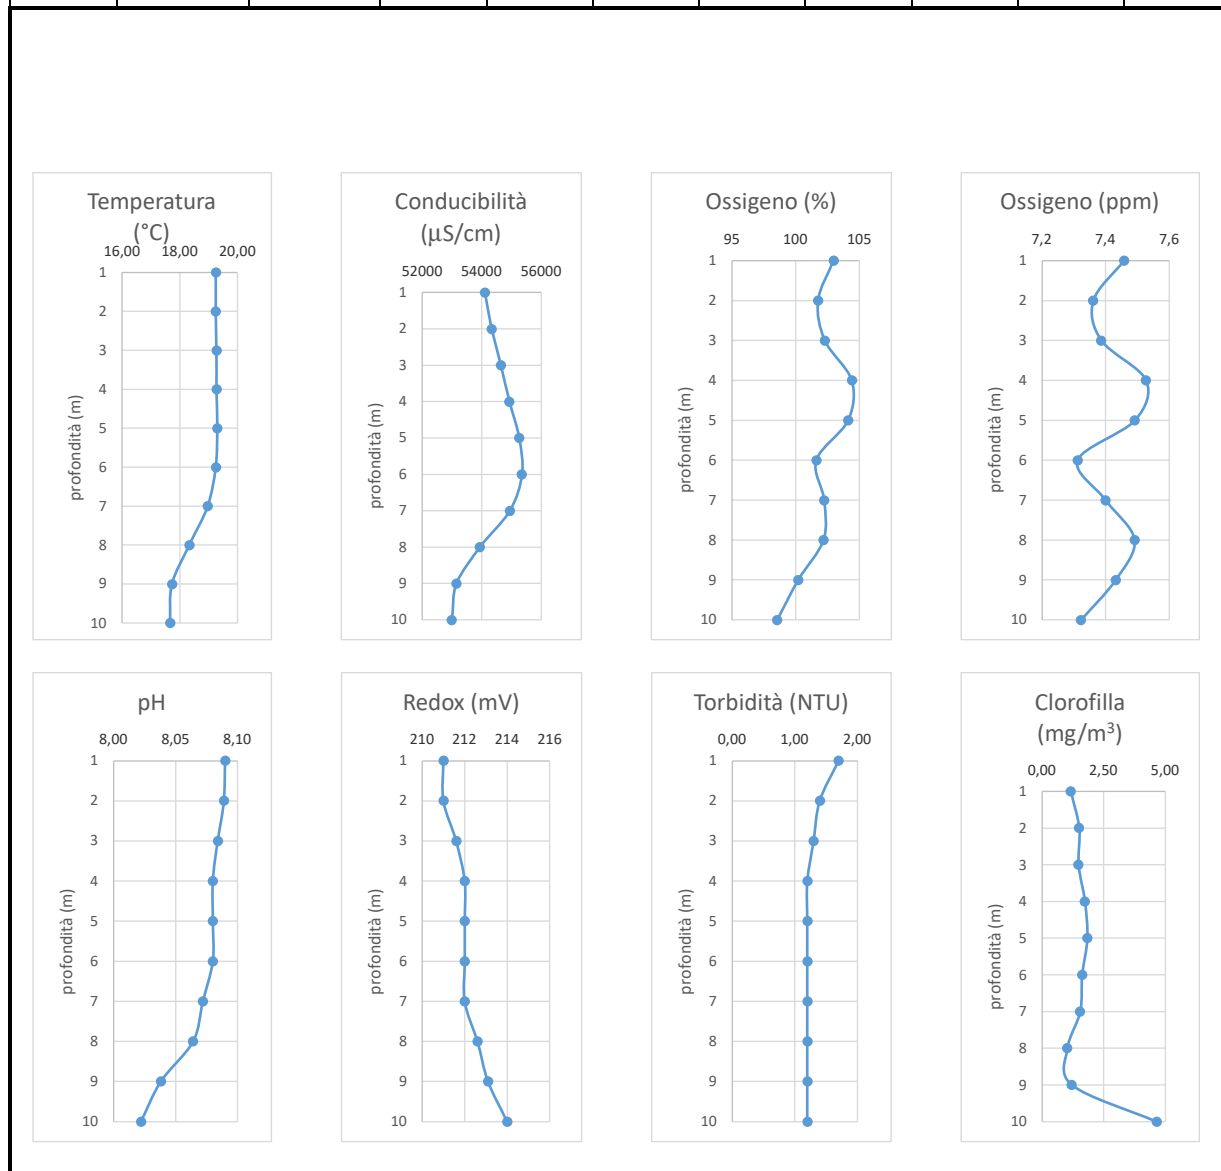 Temperatura
(°C)
16,00 18,00 20,00
1
2
3
4
5
6
7
8
9
10
profondità (m)
Conducibilità
(µS/cm)
52000 54000 56000
1
2
3
4
5
6
7
8
9
10
profondità (m)
Ossigeno (%)
95 100 105
1
2
3
4
5
6
7
8
9
10
profondità (m)
Ossigeno (ppm)
7,2 7,4 7,6
1
2
3
4
5
6
7
8
9
10
profondità (m)
pH
8,00 8,05 8,10
1
2
3
4
5
6
7
8
9
10
profondità (m)
Redox (mV)
210 212 214 216
1
2
3
4
5
6
7
8
9
10
profondità (m)
Torbidità (NTU)
0,00 1,00 2,00
1
2
3
4
5
6
7
8
9
10
profondità (m)
Clorofilla
(mg/m³)
0,00 2,50 5,00
1
2
3
4
5
6
7
8
9
10
profondità (m)